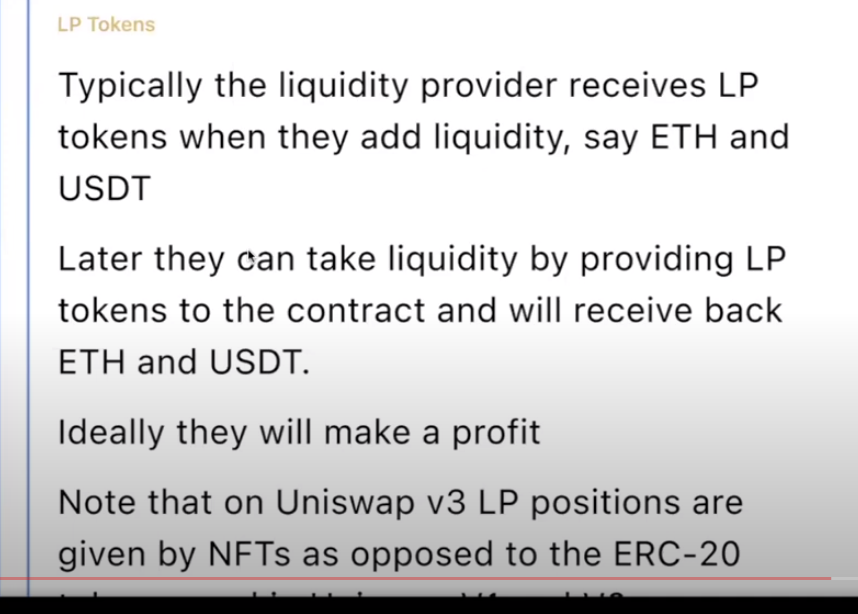 LP Tokens
Typically the liquidity provider receives LP
tokens when they add liquidity, say ETH and
USDT
Later they can take liquidity by providing LP
tokens to the contract and will receive back
ETH and USDT.
Ideally they will make a profit
Note that on Uniswap v3 LP positions are
given by NFTs as opposed to the ERC-20